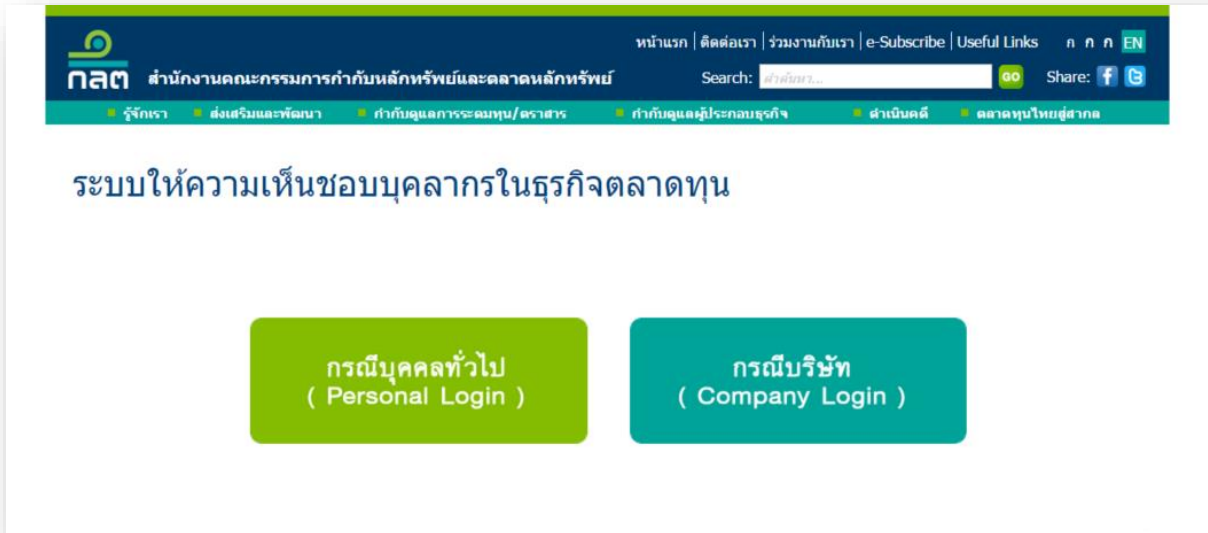 หน้าแรก | ติดต่อเรา | ร่วมงานกับเรา | e-Subscribe | Useful Links ก ก ก EN
กลต สำนักงานคณะกรรมการกำกับหลักทรัพย์และตลาดหลักทรัพย์ Search: คำค้นหา... GO Share:
รู้จักเรา ส่งเสริมและพัฒนา กำกับดูแลการระดมทุน/ตราสาร กำกับดูแลผู้ประกอบธุรกิจ ดำเนินคดี ตลาดทุนไทยสู่สากล
ระบบให้ความเห็นชอบบุคลากรในธุรกิจตลาดทุน
กรณีบุคคลทั่วไป
( Personal Login )
กรณีบริษัท
( Company Login )